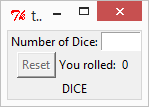 t...
Number of Dice:
Reset You rolled: 0
DICE